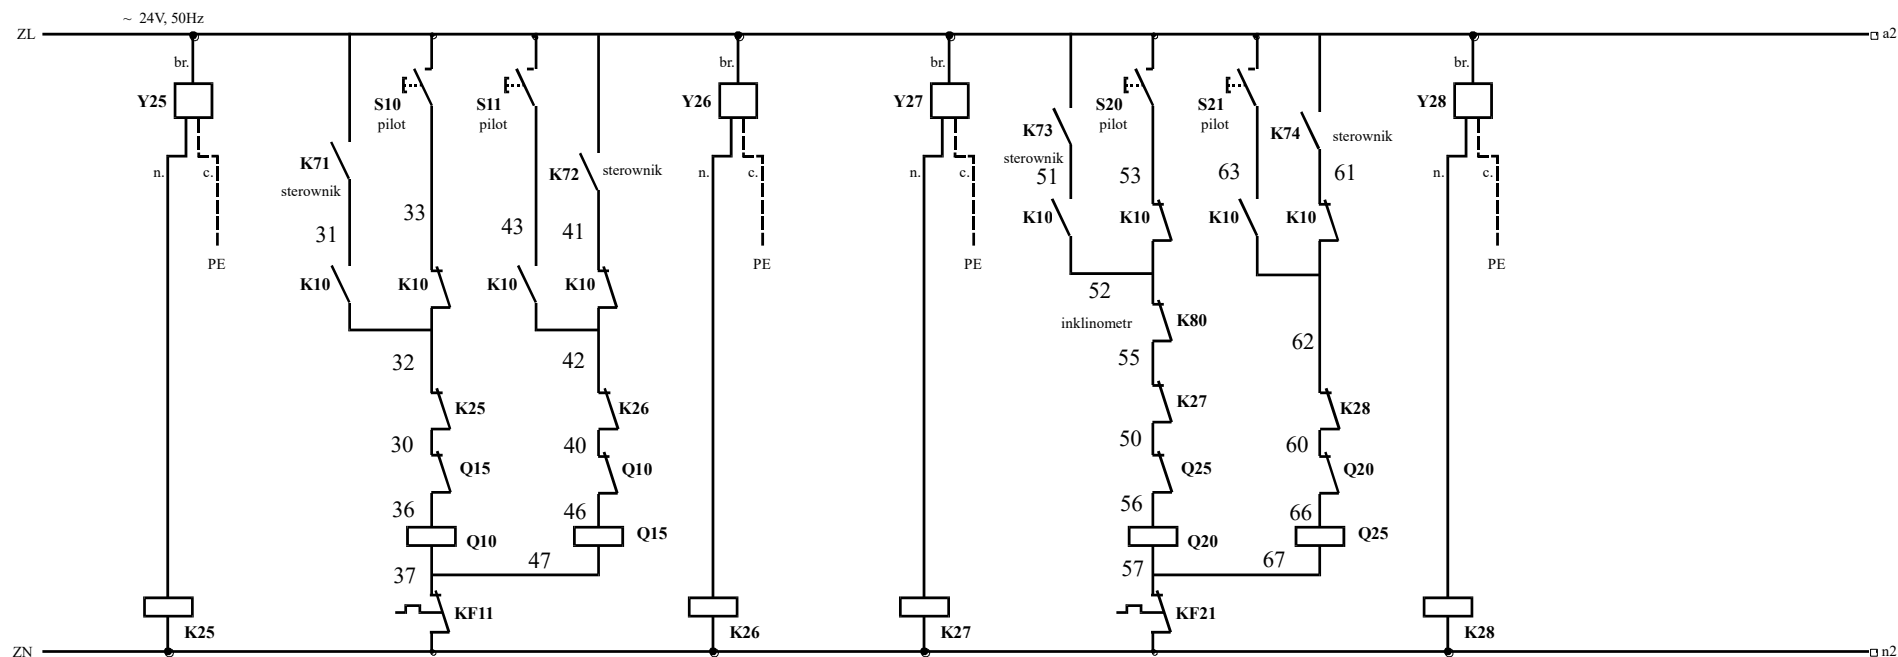 ~ 24V, 50Hz
ZL
a2
br.
br.
br.
br.
Y25
S10
pilot
S11
pilot
Y26
Y27
S20
pilot
S21
pilot
Y28
K73
sterownik
K74
sterownik
K71
sterownik
K72
sterownik
n.
c.
n.
c.
n.
c.
n.
c.
51
53
63
61
33
31
43
41
K10
K10
K10
K10
PE
PE
PE
PE
K10
K10
K10
K10
52
inklinometr
K80
32
42
55
62
K25
K26
K27
K28
30
40
50
60
Q15
Q10
Q25
Q20
36
46
56
66
Q10
Q15
Q20
Q25
37
47
57
67
KF11
KF21
K25
K26
K27
K28
ZN
n2